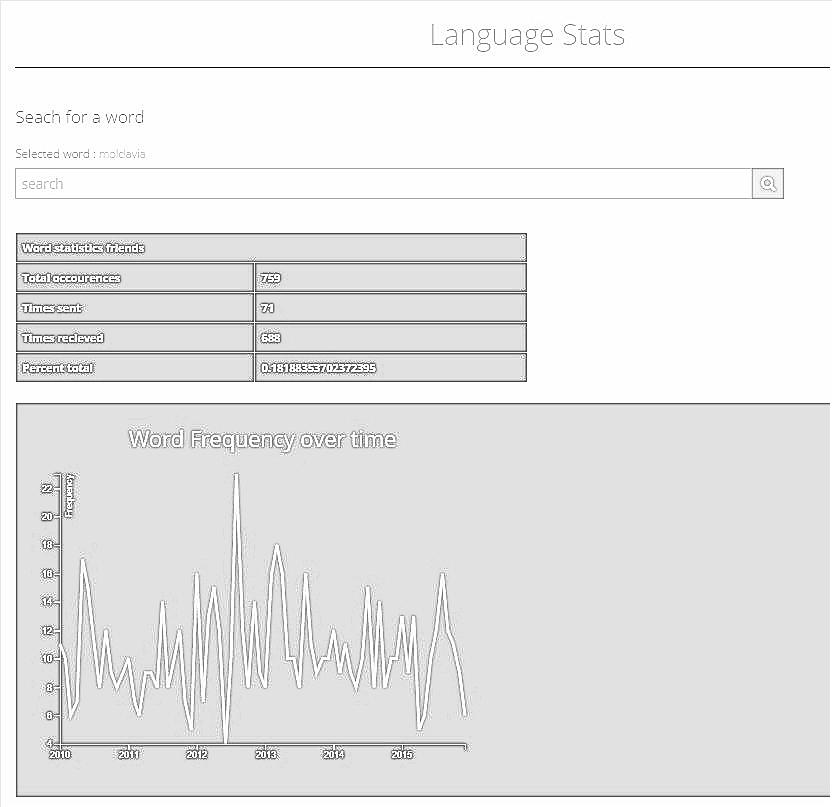 Language Stats
Seach for a word
Selected word : moldavia
search
Word statistics friends
Total occourences 759
Times sent 71
Times recieved 688
Percent total 0.18188353702372395
Word Frequency over time
Frequency
22
20
18
16
14
12
10
8
6
4
2010 2011 2012 2013 2014 2015